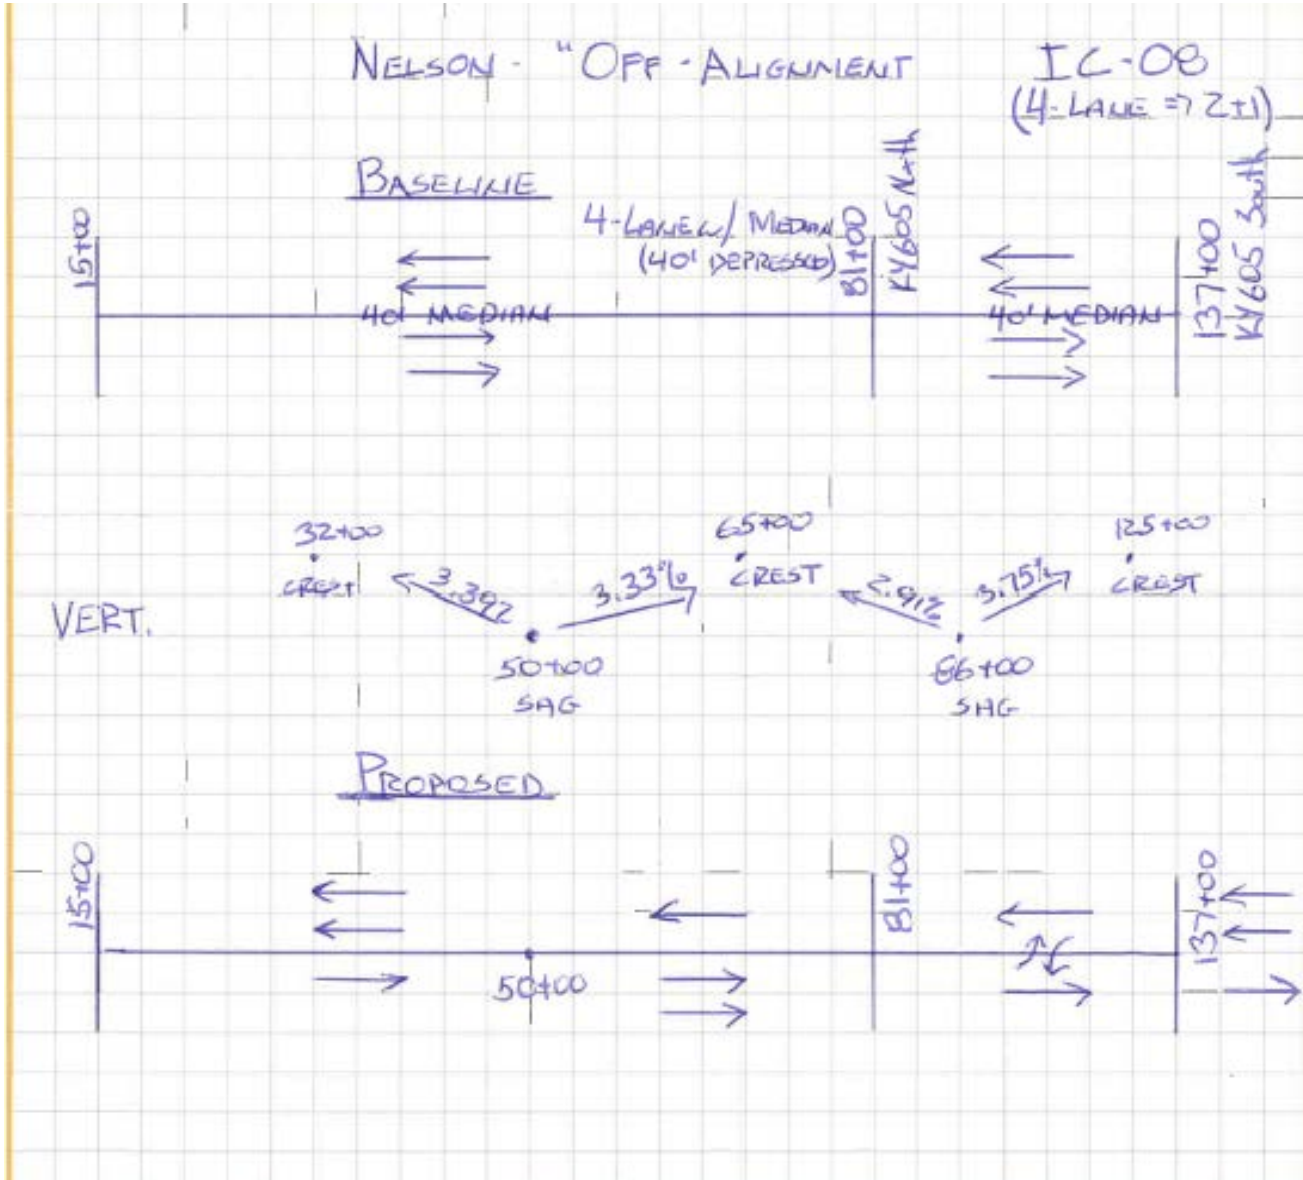 NELSON - "OFF-ALIGNMENT
IC-08
(4-LANE => 2+1)
BASELINE
4-LANE W/ MEDIAN
(40' DEPRESSED)
15+00
81+00
KY605 North
137+00
KY605 South
40' MEDIAN
40' MEDIAN
32+00
CREST
65+00
CREST
125+00
CREST
3.33%
3.75%
VERT.
50+00
SAG
66+00
SAG
PROPOSED
15+00
50+00
81+00
137+00